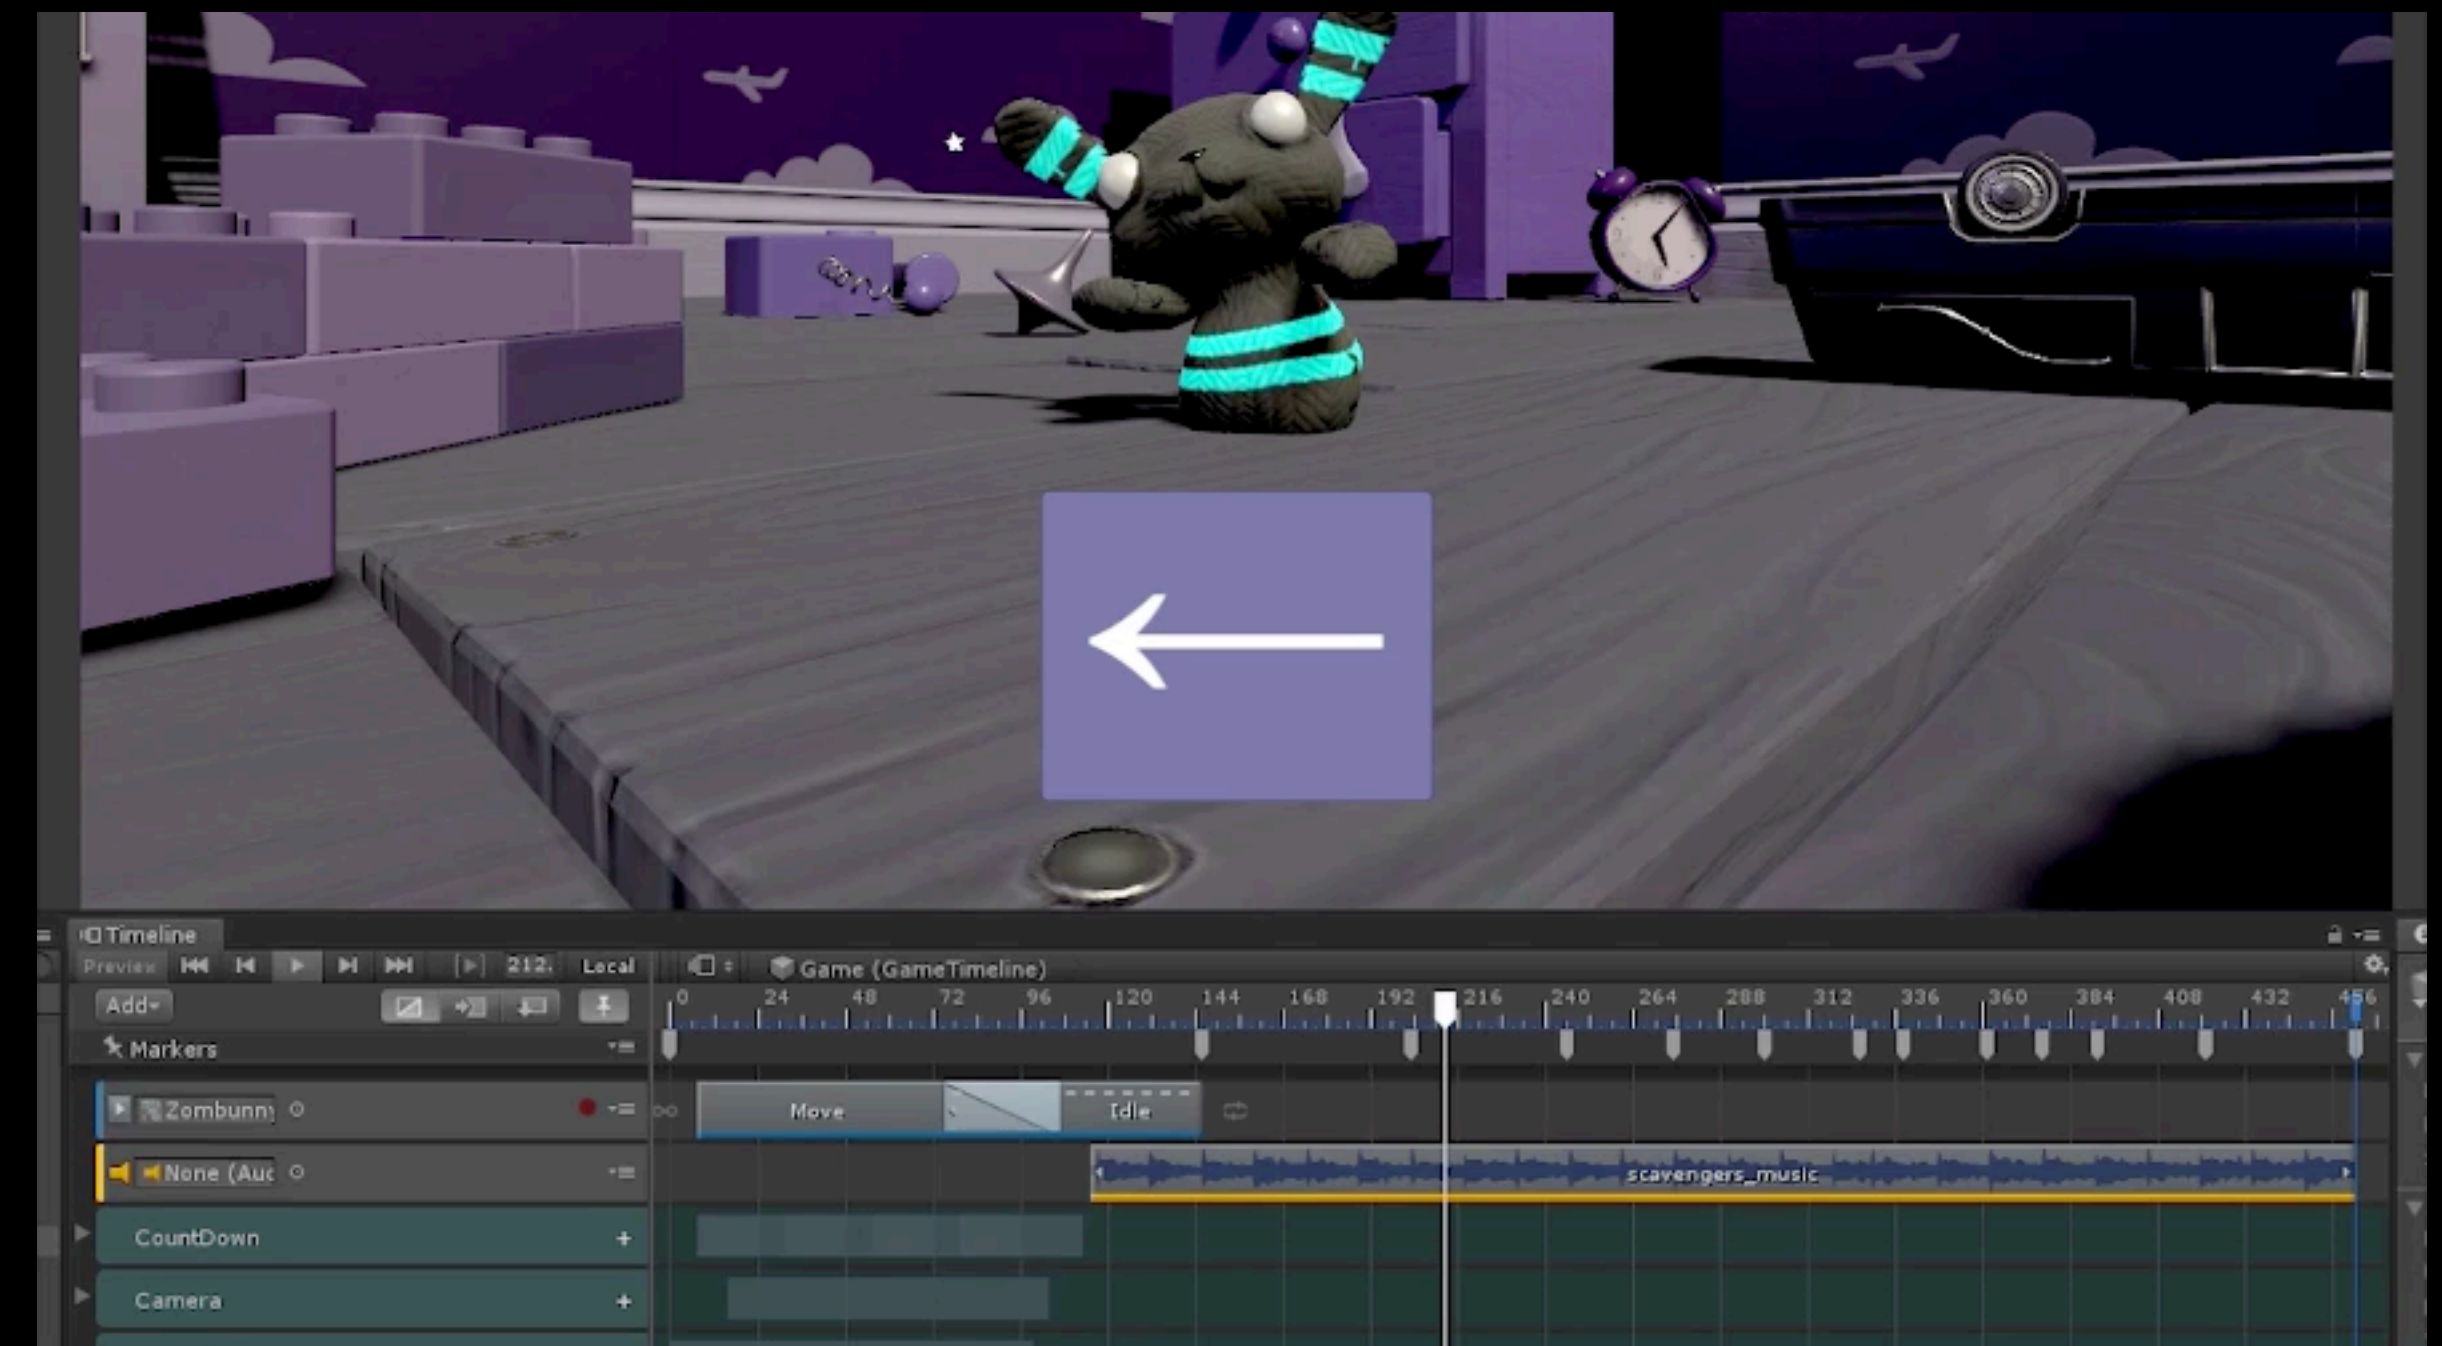 Timeline
Preview 212. Local Game (GameTimeline)
Add 0 24 48 72 96 120 144 168 192 216 240 264 288 312 336 360 384 408 432 456
Markers
Zombunny Move Idle
None (Auc scavengers_music
CountDown +
Camera +